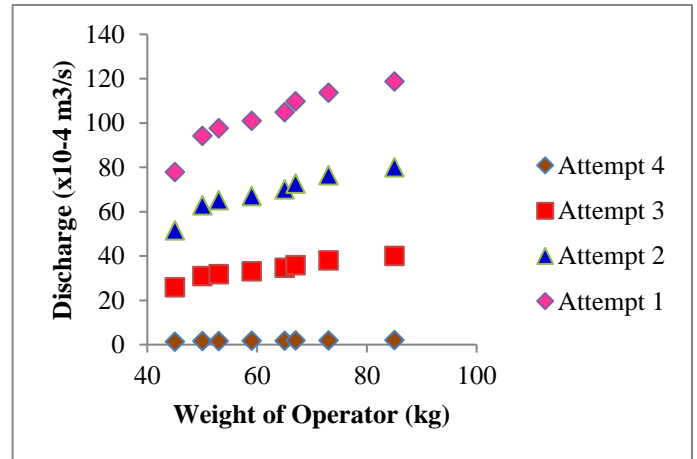 140
120
100
80
60
40
20
0
Discharge (x10-4 m3/s)
40 60 80 100
Weight of Operator (kg)
Attempt 4
Attempt 3
Attempt 2
Attempt 1